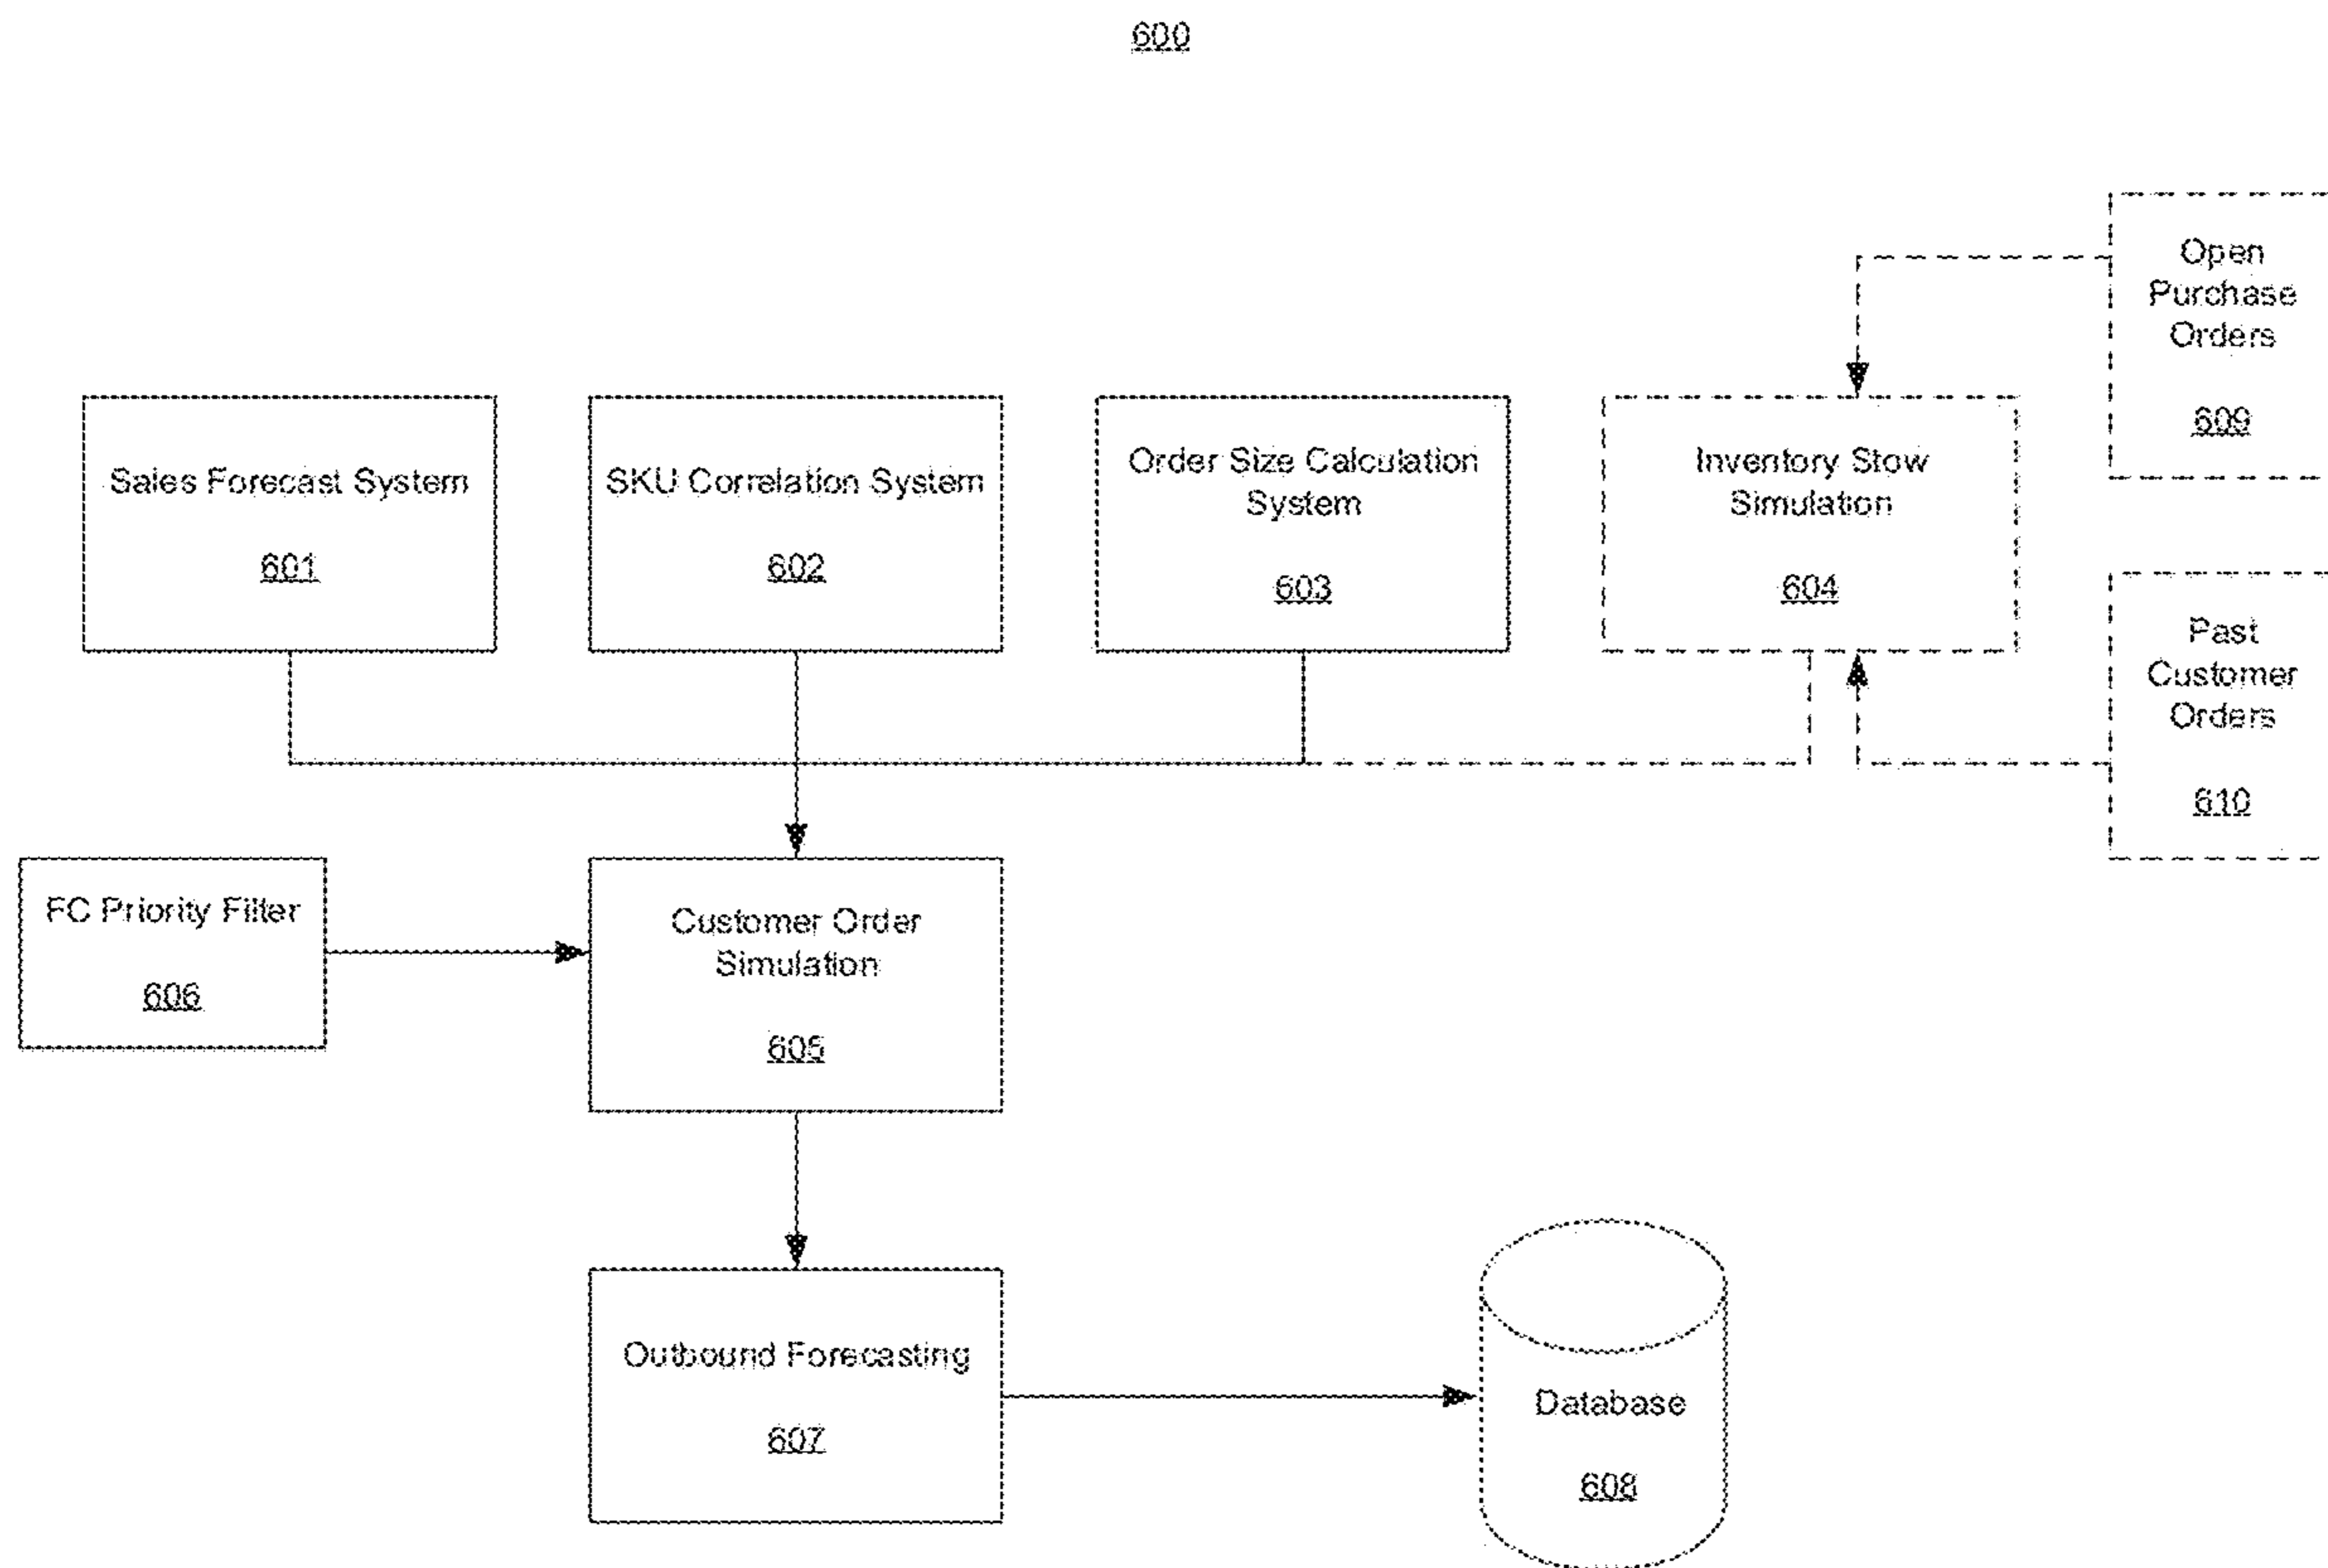 600
Open
Purchase
Orders
609
Sales Forecast System
601
SKU Correlation System
602
Order Size Calculation
System
603
Inventory Stow
Simulation
604
Past
Customer
Orders
610
FC Priority Filter
606
Customer Order
Simulation
605
Outbound Forecasting
607
Database
608